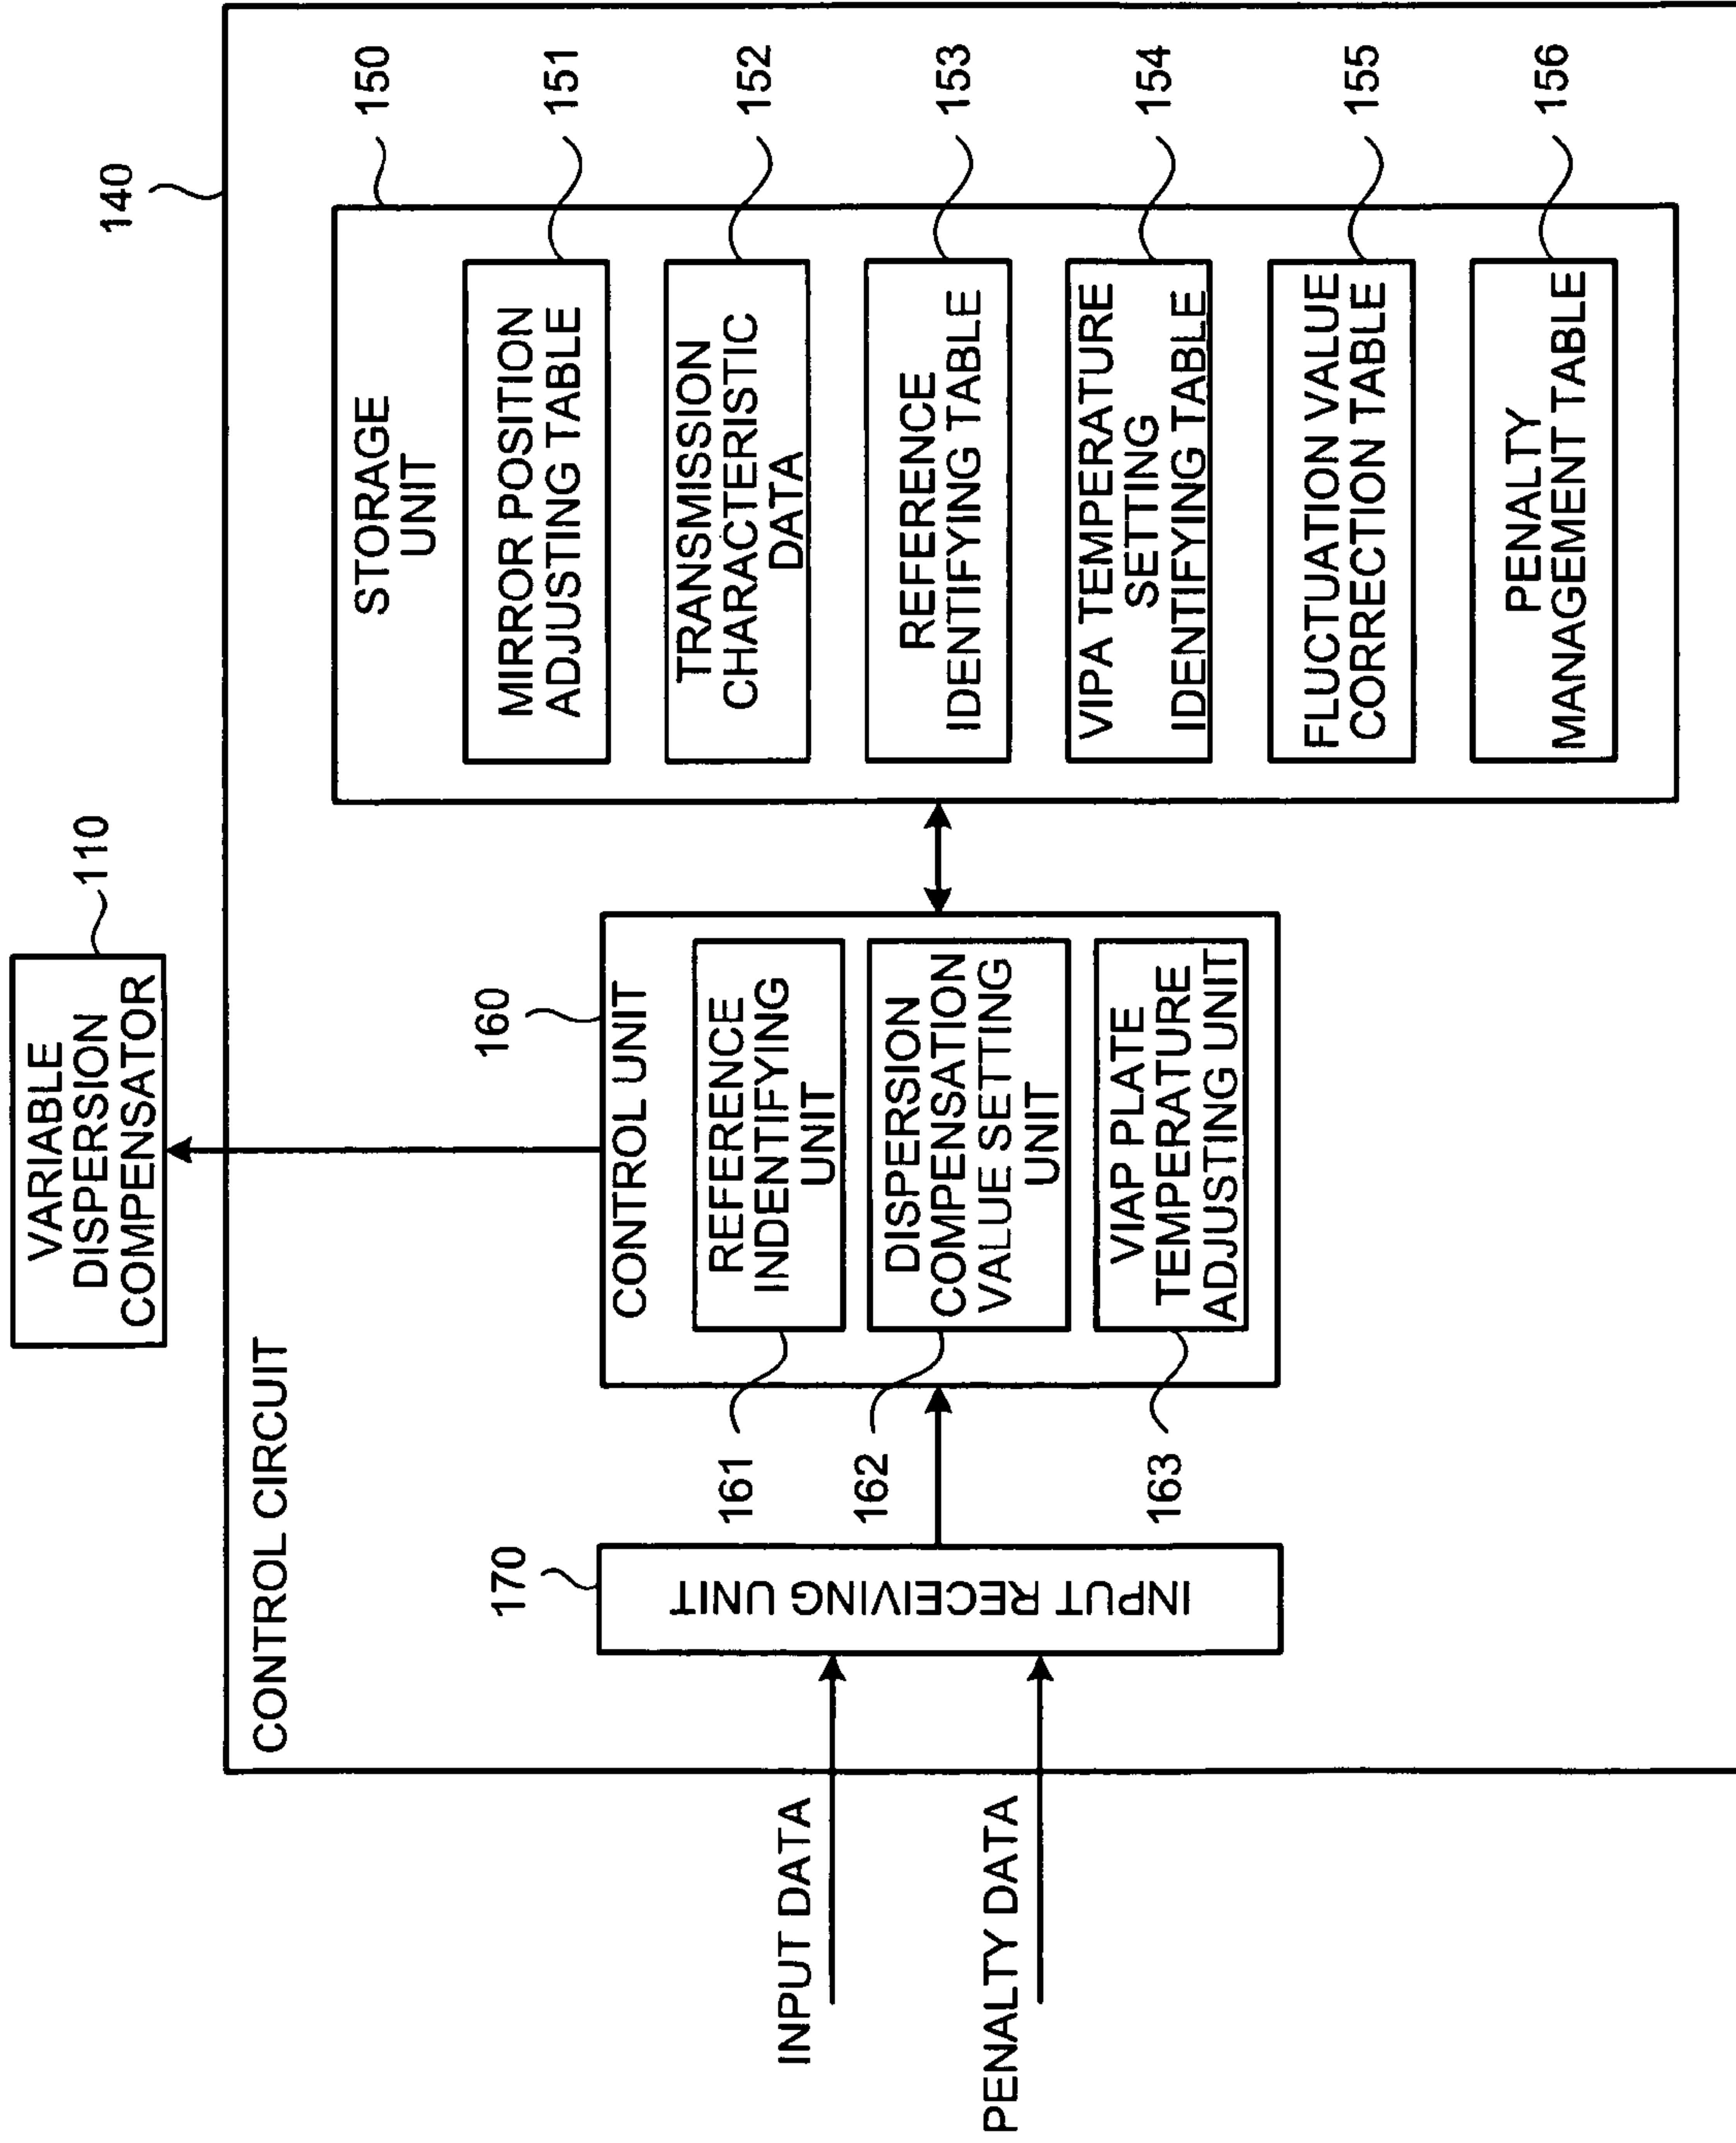 VARIABLE
DISPERSION
COMPENSATOR
110
140
CONTROL CIRCUIT
INPUT DATA
PENALTY DATA
170
INPUT RECEIVING UNIT
160
CONTROL UNIT
REFERENCE
INDENTIFYING
UNIT
161
DISPERSION
COMPENSATION
VALUE SETTING
UNIT
162
VIAP PLATE
TEMPERATURE
ADJUSTING UNIT
163
STORAGE
UNIT
150
MIRROR POSITION
ADJUSTING TABLE
151
TRANSMISSION
CHARACTERISTIC
DATA
152
REFERENCE
IDENTIFYING TABLE
153
VIPA TEMPERATURE
SETTING
IDENTIFYING TABLE
154
FLUCTUATION VALUE
CORRECTION TABLE
155
PENALTY
MANAGEMENT TABLE
156